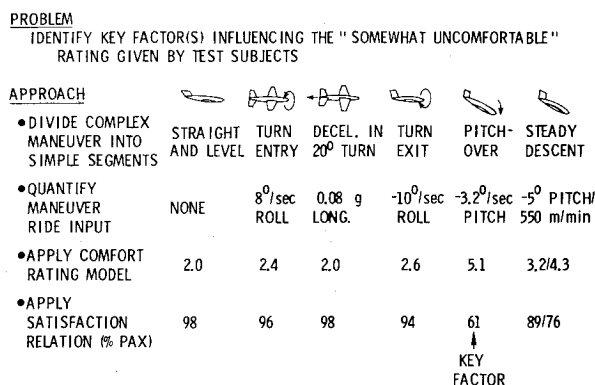 PROBLEM
IDENTIFY KEY FACTOR(S) INFLUENCING THE "SOMEWHAT UNCOMFORTABLE"
RATING GIVEN BY TEST SUBJECTS
APPROACH
•DIVIDE COMPLEX
MANEUVER INTO
SIMPLE SEGMENTS
STRAIGHT TURN DECEL. IN TURN PITCH- STEADY
AND LEVEL ENTRY 20⁰ TURN EXIT OVER DESCENT
•QUANTIFY
MANEUVER
RIDE INPUT
NONE
8⁰/sec 0.08 g -10⁰/sec -3.2⁰/sec -5⁰ PITCH/
ROLL LONG. ROLL PITCH 550 m/min
•APPLY COMFORT
RATING MODEL
2.0 2.4 2.0 2.6 5.1 3.2/4.3
•APPLY
SATISFACTION
RELATION (% PAX)
98 96 98 94 61 89/76
KEY
FACTOR